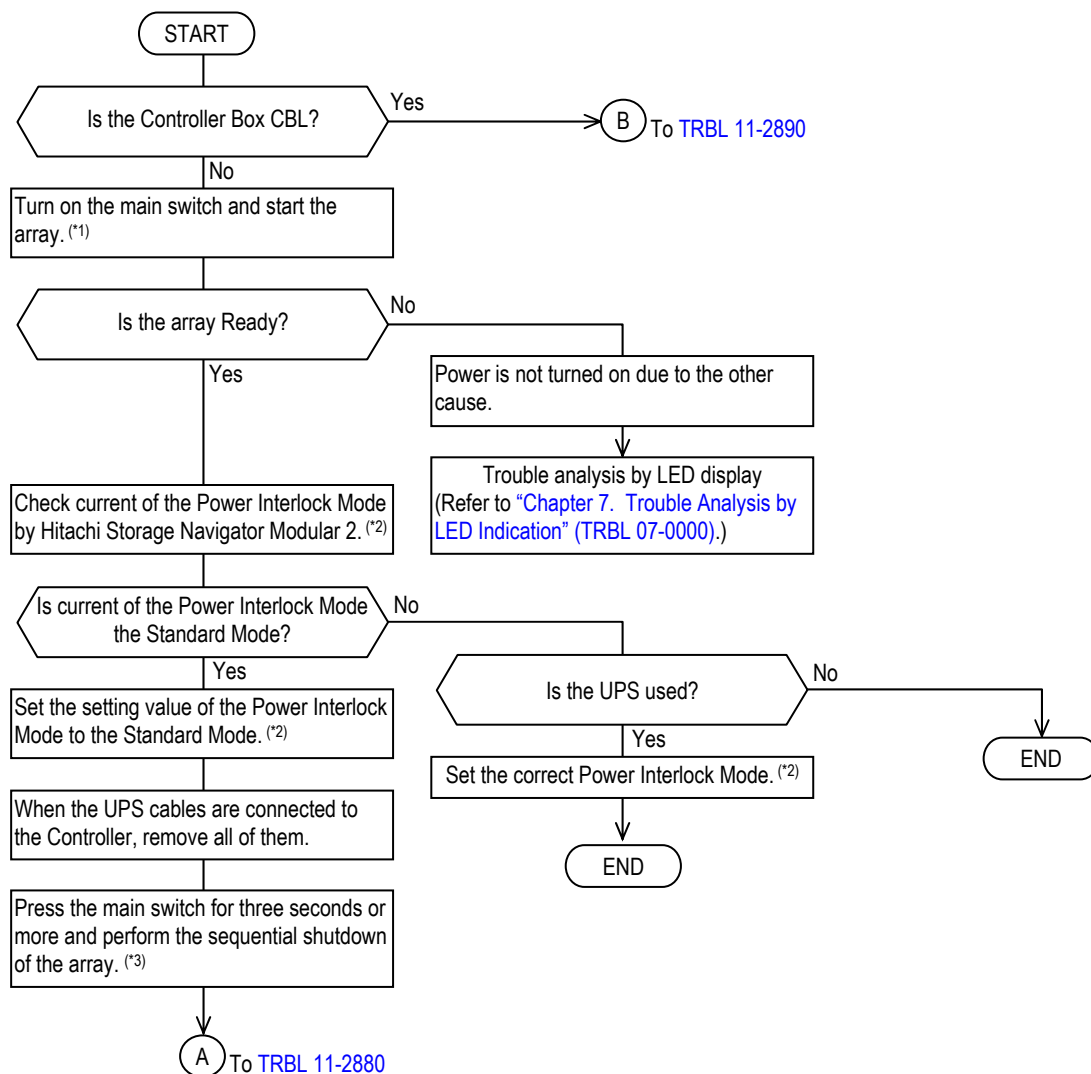 START
Is the Controller Box CBL?
Yes
B
To TRBL 11-2890
No
Turn on the main switch and start the
array. (*1)
Is the array Ready?
No
Yes
Power is not turned on due to the other
cause.
Trouble analysis by LED display
(Refer to “Chapter 7. Trouble Analysis by
LED Indication” (TRBL 07-0000).)
Check current of the Power Interlock Mode
by Hitachi Storage Navigator Modular 2. (*2)
Is current of the Power Interlock Mode
the Standard Mode?
No
Yes
Is the UPS used?
No
END
Yes
Set the correct Power Interlock Mode. (*2)
END
Set the setting value of the Power Interlock
Mode to the Standard Mode. (*2)
When the UPS cables are connected to
the Controller, remove all of them.
Press the main switch for three seconds or
more and perform the sequential shutdown
of the array. (*3)
A
To TRBL 11-2880